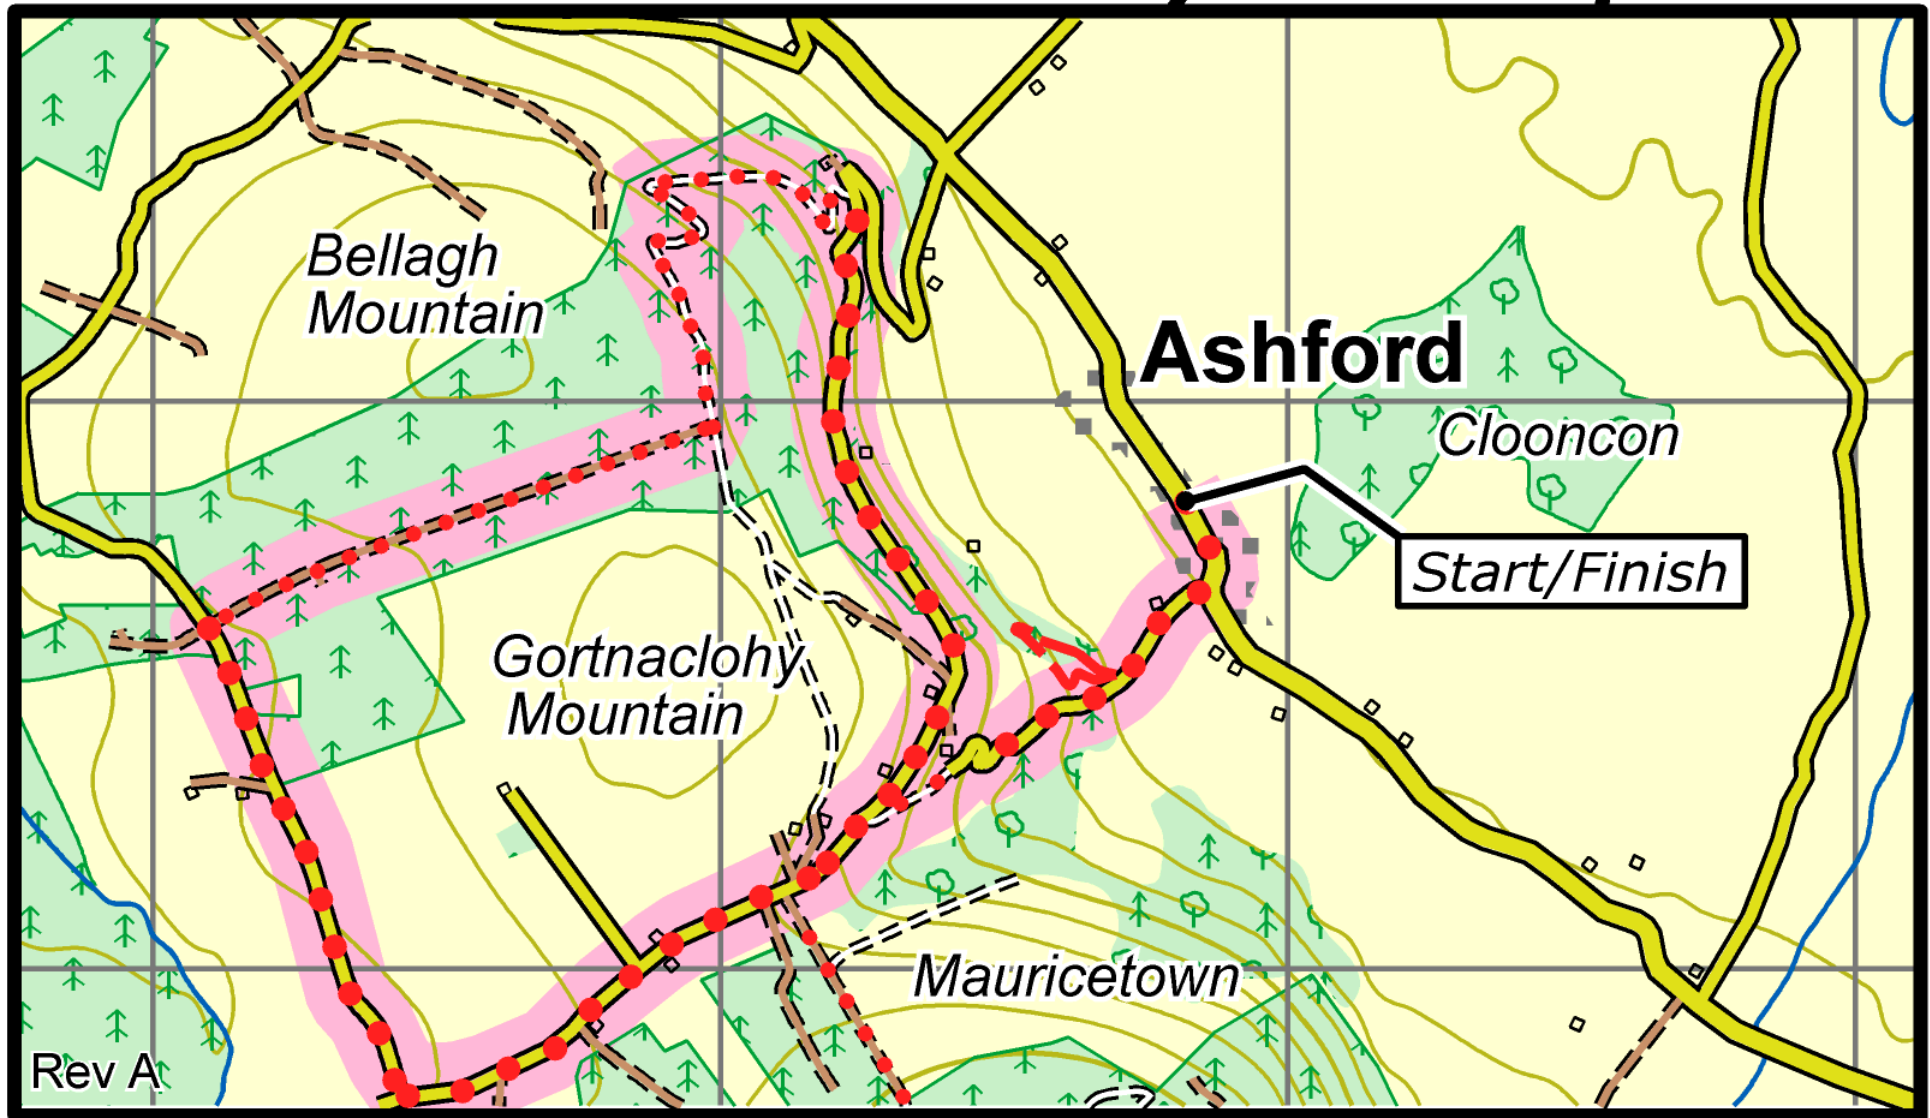 Bellagh
Mountain
Ashford
Clooncon
Start/Finish
Gortnaclohy
Mountain
Mauricetown
Rev A